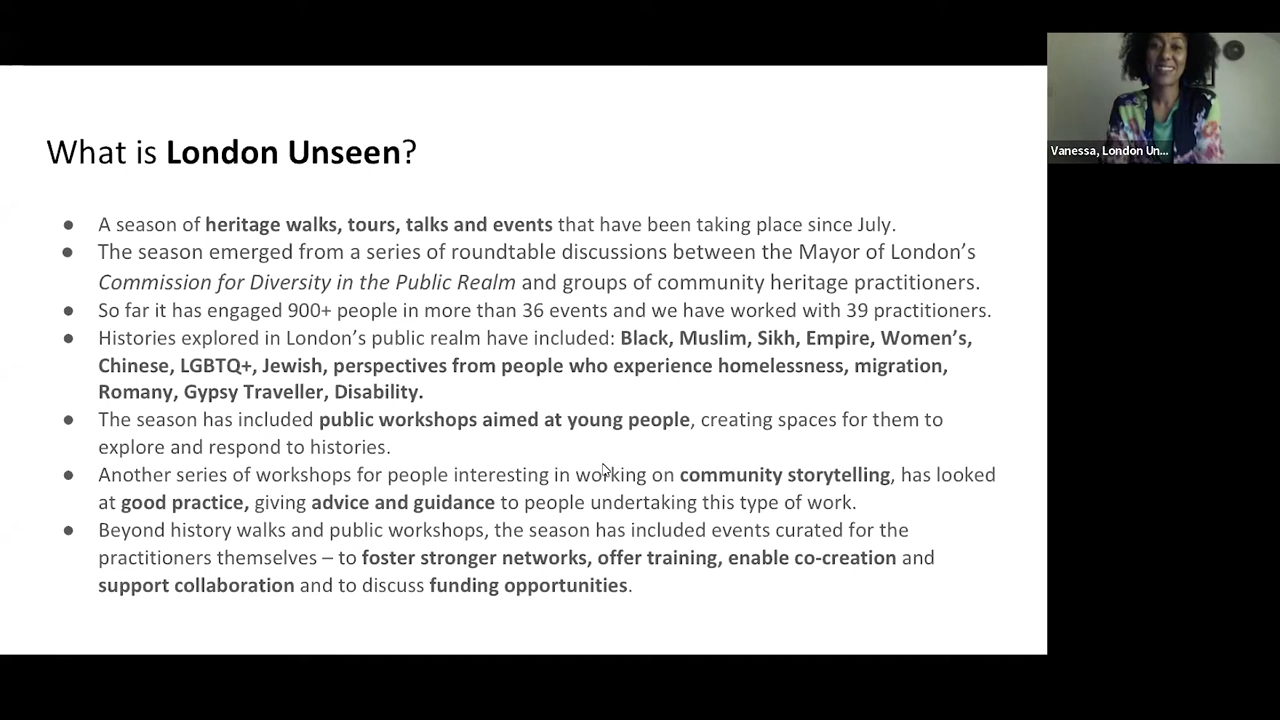 What is London Unseen?
● A season of heritage walks, tours, talks and events that have been taking place since July.
● The season emerged from a series of roundtable discussions between the Mayor of London’s
Commission for Diversity in the Public Realm and groups of community heritage practitioners.
● So far it has engaged 900+ people in more than 36 events and we have worked with 39 practitioners.
● Histories explored in London’s public realm have included: Black, Muslim, Sikh, Empire, Women’s,
Chinese, LGBTQ+, Jewish, perspectives from people who experience homelessness, migration,
Romany, Gypsy Traveller, Disability.
● The season has included public workshops aimed at young people, creating spaces for them to
explore and respond to histories.
● Another series of workshops for people interesting in working on community storytelling, has looked
at good practice, giving advice and guidance to people undertaking this type of work.
● Beyond history walks and public workshops, the season has included events curated for the
practitioners themselves – to foster stronger networks, offer training, enable co-creation and
support collaboration and to discuss funding opportunities.
Vanessa, London Un...